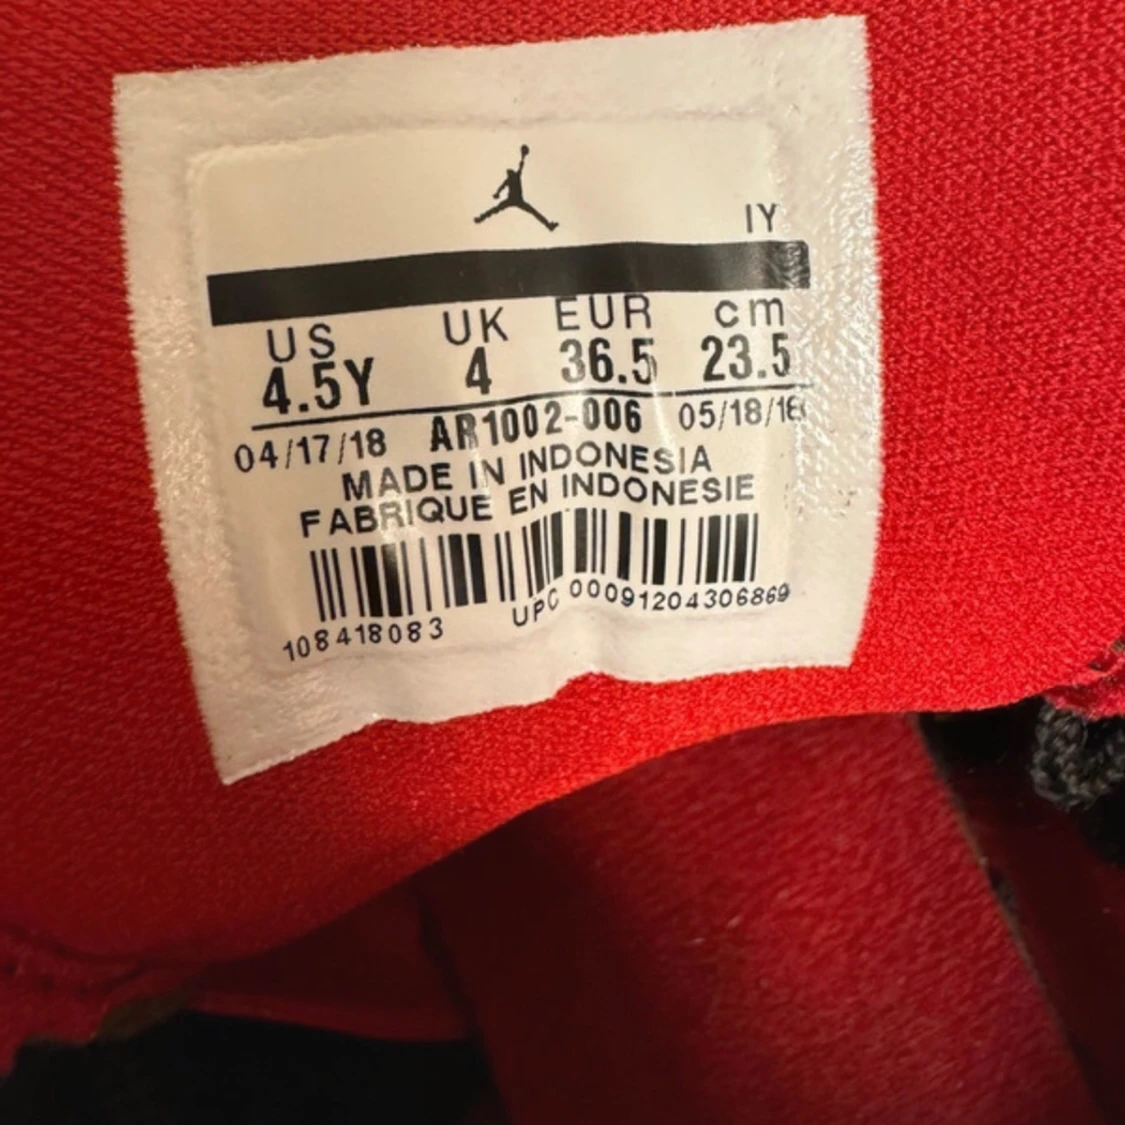 IY
US UK EUR cm
4.5Y 4 36.5 23.5
04/17/18 AR1002-006 05/18/18
MADE IN INDONESIA
FABRIQUE EN INDONESIE
108418083 UPC 00091204306869